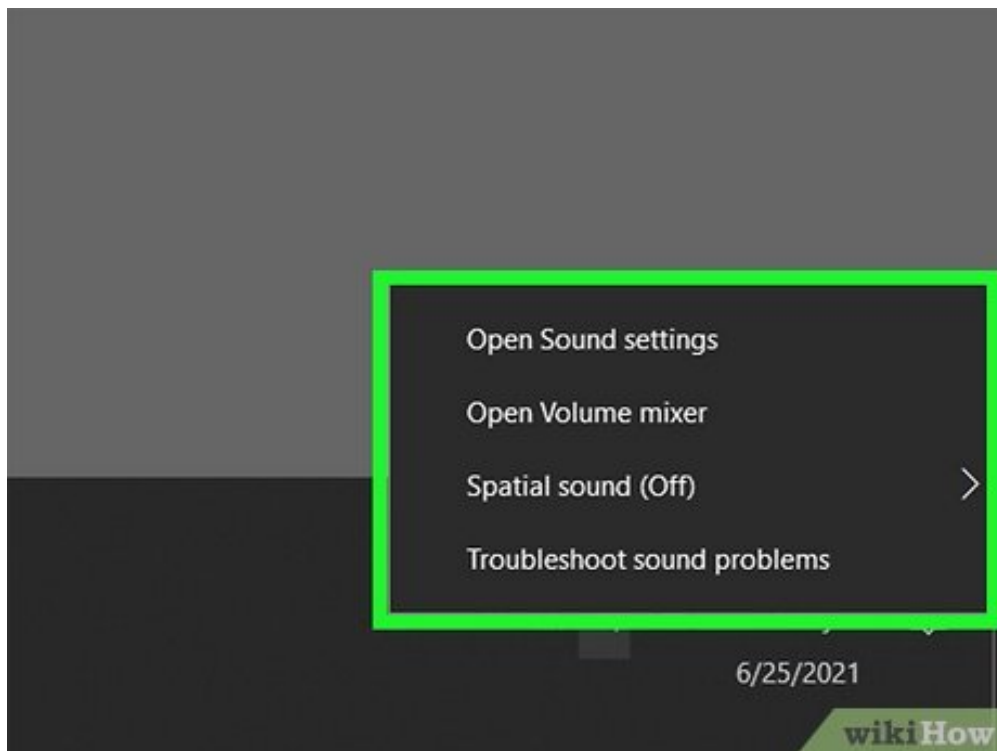 Open Sound settings
Open Volume mixer
Spatial sound (Off)
Troubleshoot sound problems
6/25/2021
wikiHow